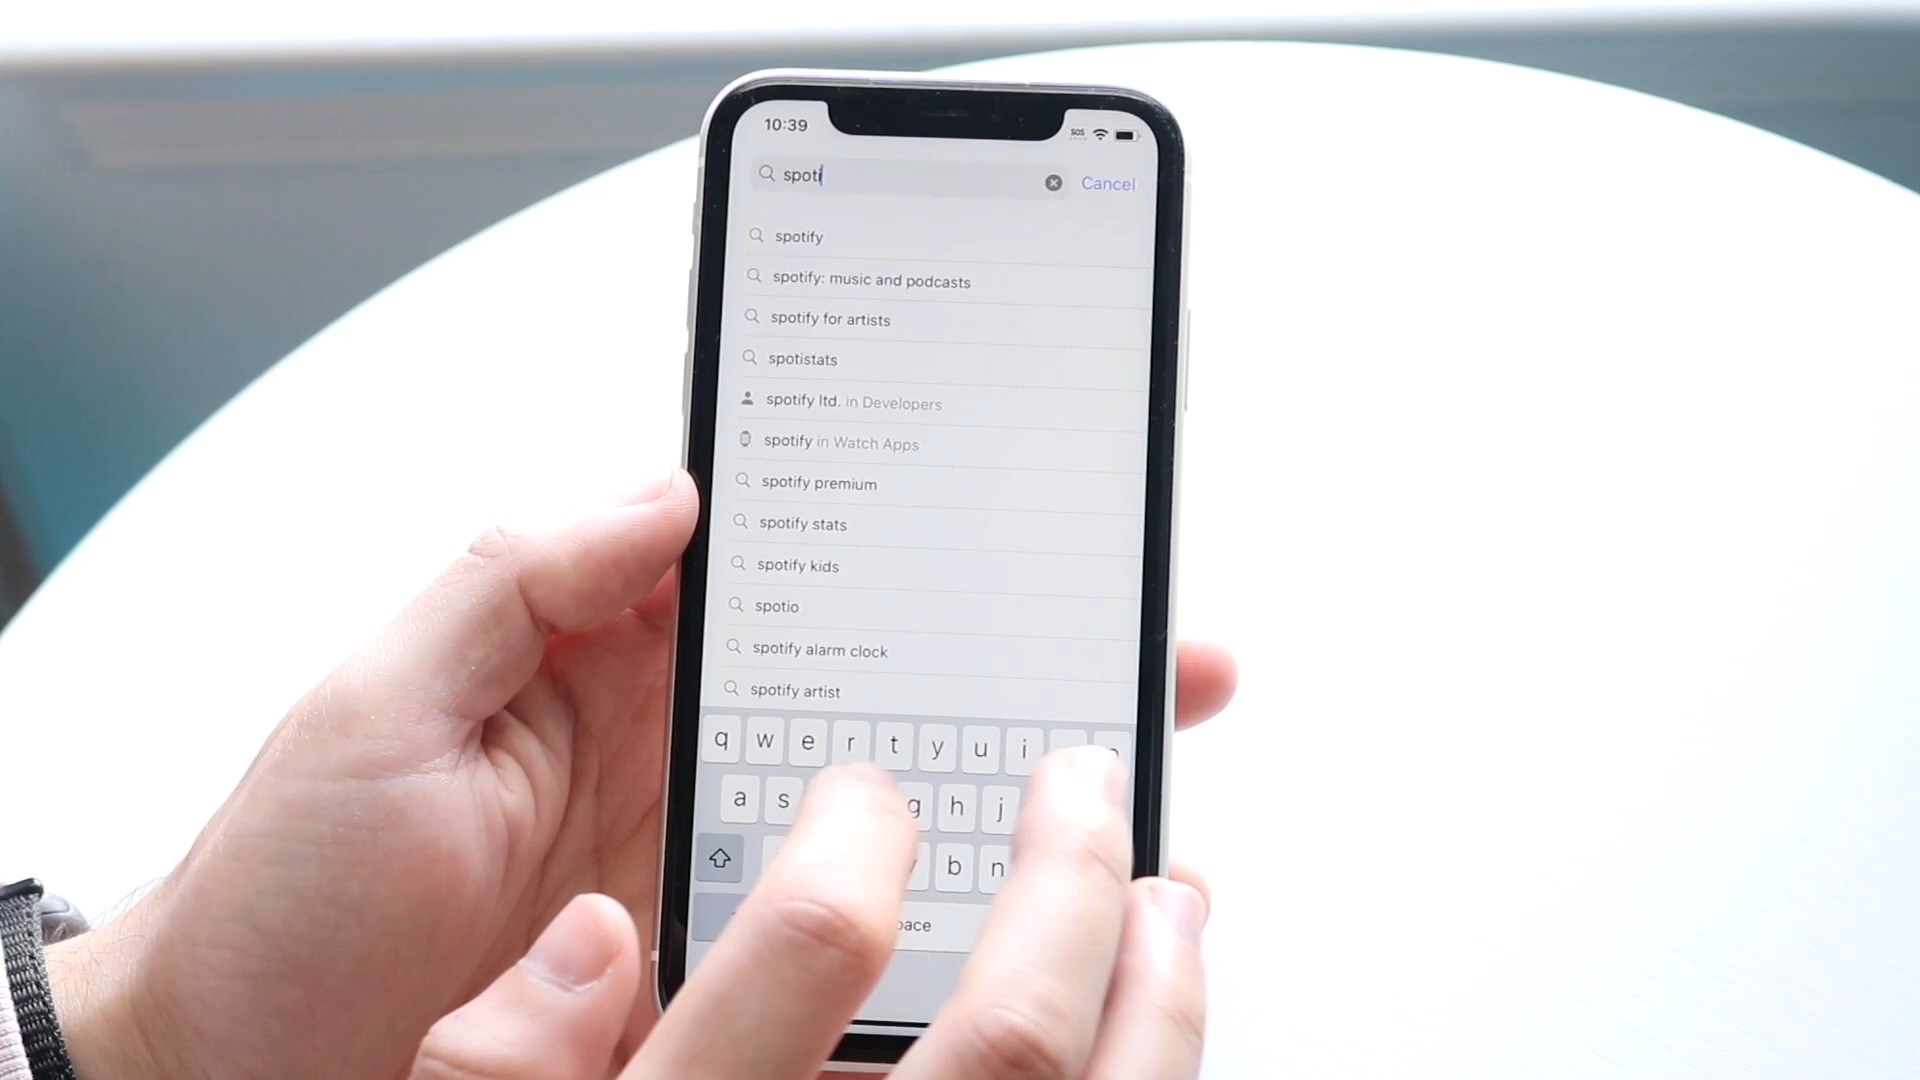 10:39
SOS
spoti
Cancel
spotify
spotify: music and podcasts
spotify for artists
spotistats
spotify ltd. in Developers
spotify in Watch Apps
spotify premium
spotify stats
spotify kids
spotio
spotify alarm clock
spotify artist
q w e r t y u i
a s g h j
b n